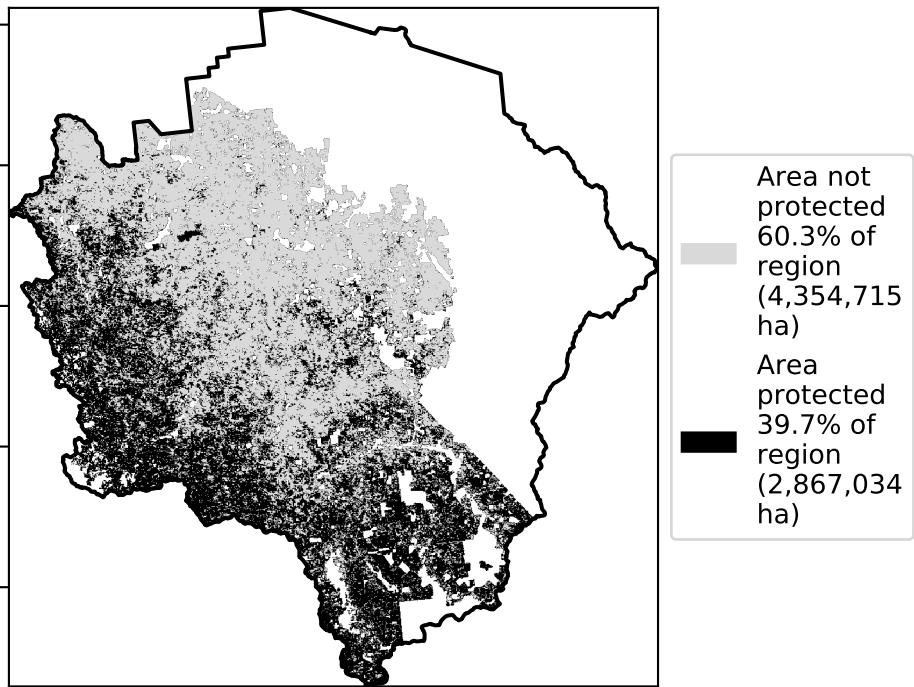 Area not
protected
60.3% of
region
(4,354,715
ha)
Area
protected
39.7% of
region
(2,867,034
ha)